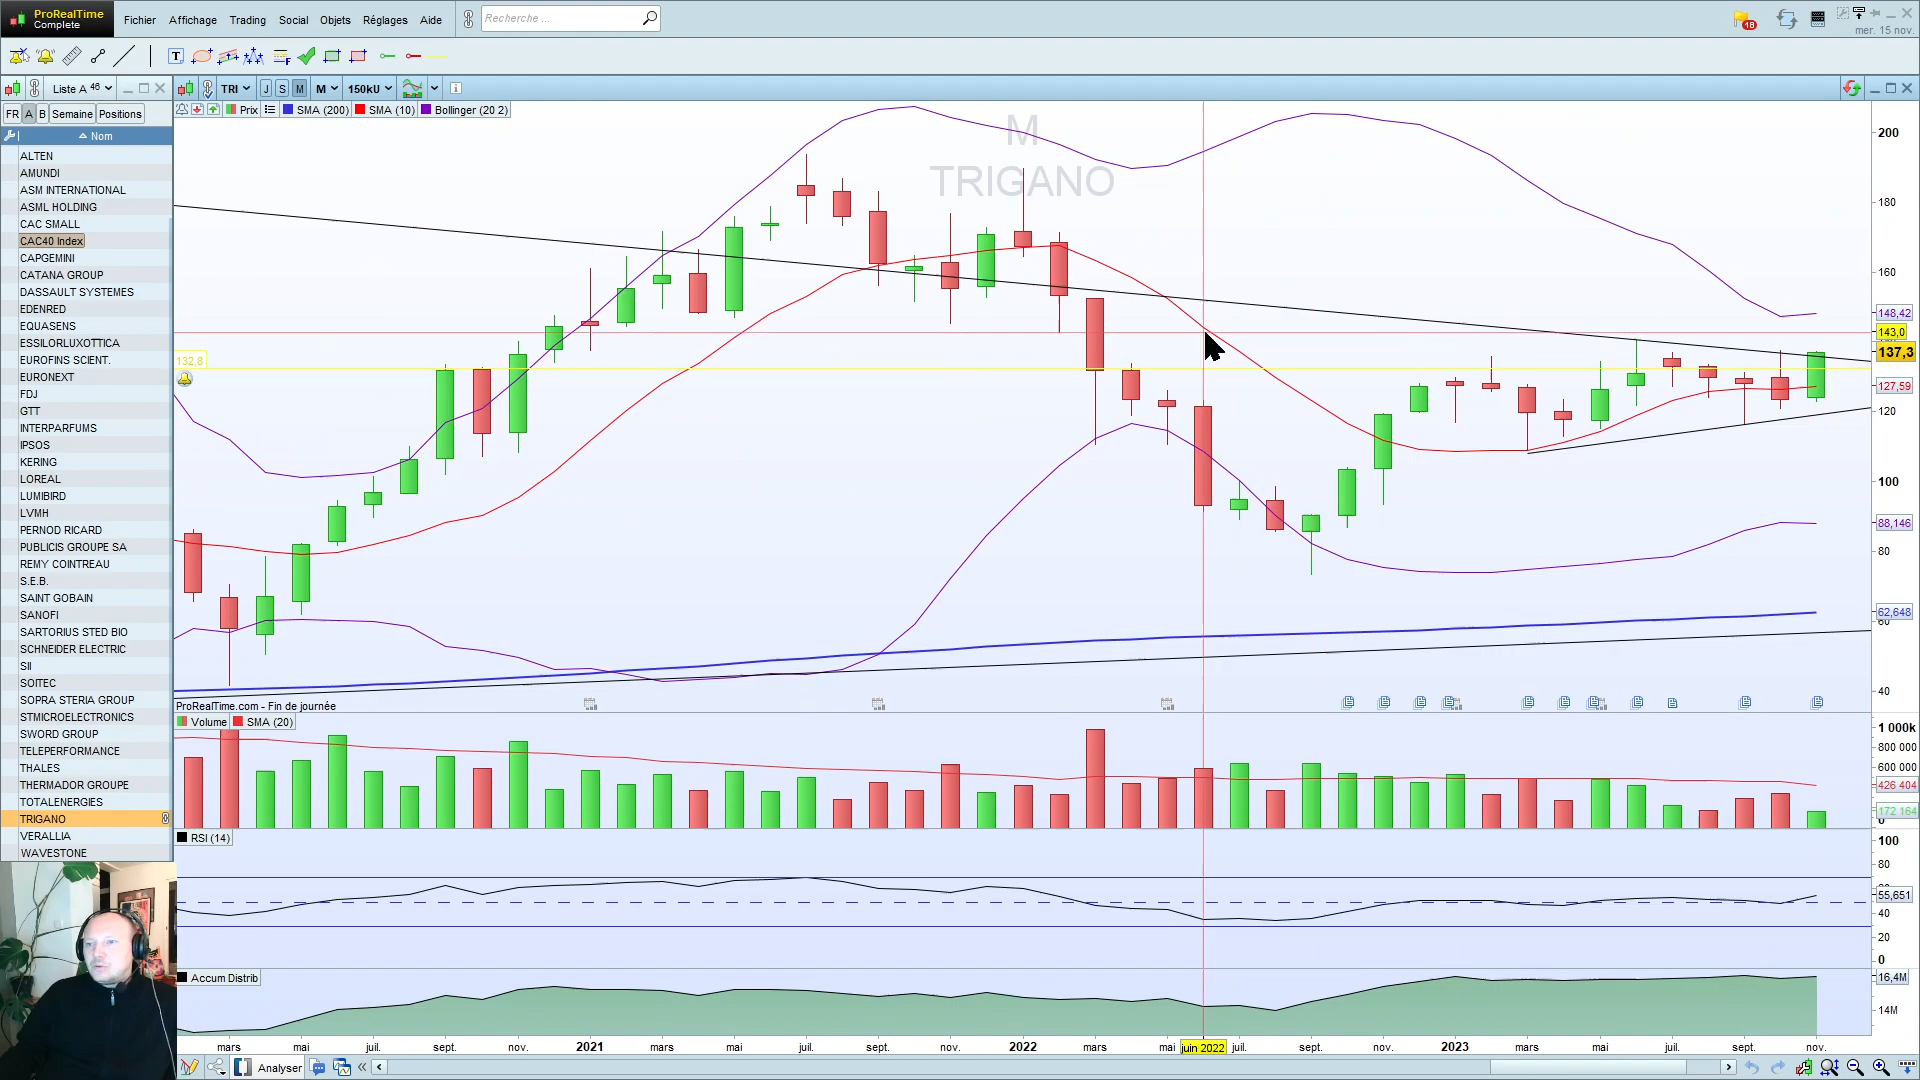 ProRealTime
Complete
Fichier Affichage Trading Social Objets Réglages Aide
Recherche ...
18
mer. 15 nov.
Liste A 46
TRI J S M M 150kU
FR A B Semaine Positions
Prix SMA (200) SMA (10) Bollinger (20 2)
Nom
ALTEN
AMUNDI
ASM INTERNATIONAL
ASML HOLDING
CAC SMALL
CAC40 Index
CAPGEMINI
CATANA GROUP
DASSAULT SYSTEMES
EDENRED
EQUASENS
ESSILORLUXOTTICA
EUROFINS SCIENT.
EURONEXT
FDJ
GTT
INTERPARFUMS
IPSOS
KERING
LOREAL
LUMIBIRD
LVMH
PERNOD RICARD
PUBLICIS GROUPE SA
REMY COINTREAU
S.E.B.
SAINT GOBAIN
SANOFI
SARTORIUS STED BIO
SCHNEIDER ELECTRIC
SII
SOITEC
SOPRA STERIA GROUP
STMICROELECTRONICS
SWORD GROUP
TELEPERFORMANCE
THALES
THERMADOR GROUPE
TOTALENERGIES
TRIGANO
VERALLIA
WAVESTONE
M
TRIGANO
132,8
200
180
160
148,42
143,0
137,3
127,59
120
100
88,146
80
62,648
60
40
ProRealTime.com - Fin de journée
Volume SMA (20)
1 000k
800 000
600 000
426 404
172 164
0
RSI (14)
100
80
55,651
40
20
0
Accum Distrib
16,4M
14M
mars mai juil. sept. nov. 2021 mars mai juil. sept. nov. 2022 mars mai juin 2022 juil. sept. nov. 2023 mars mai juil. sept. nov.
Analyser